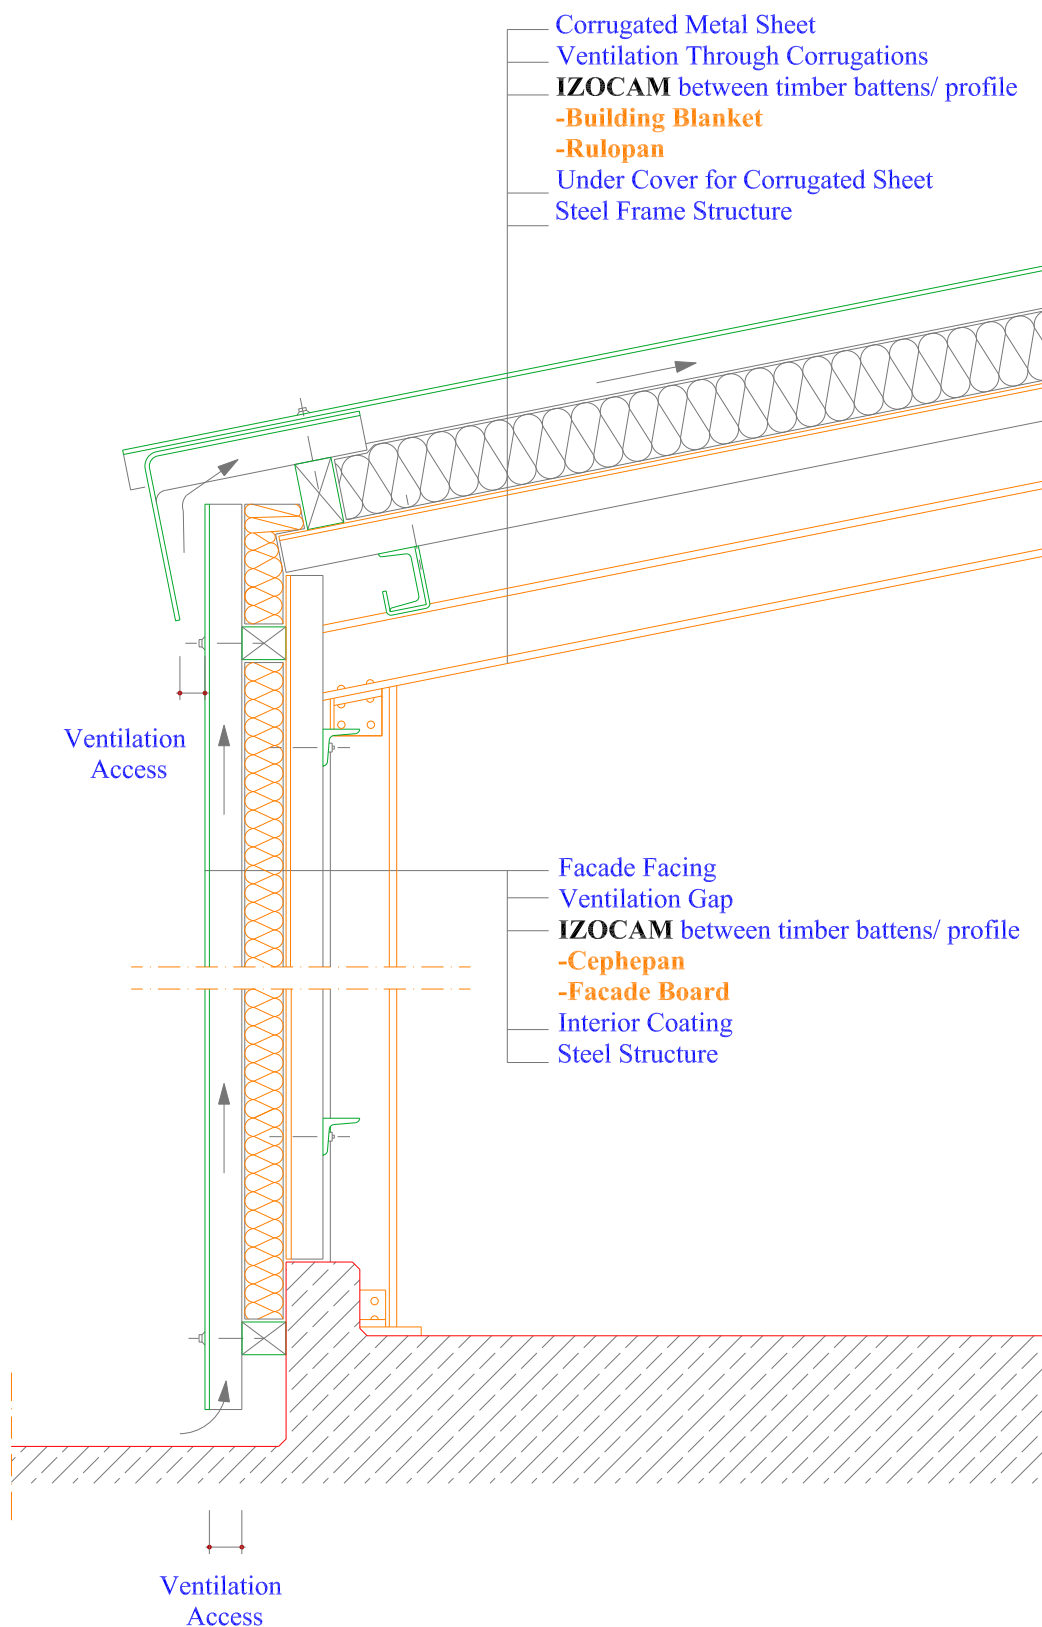 Corrugated Metal Sheet
Ventilation Through Corrugations
IZOCAM between timber battens/ profile
-Building Blanket
-Rulopan
Under Cover for Corrugated Sheet
Steel Frame Structure
Ventilation
Access
Facade Facing
Ventilation Gap
IZOCAM between timber battens/ profile
-Cephepan
-Facade Board
Interior Coating
Steel Structure
Ventilation
Access